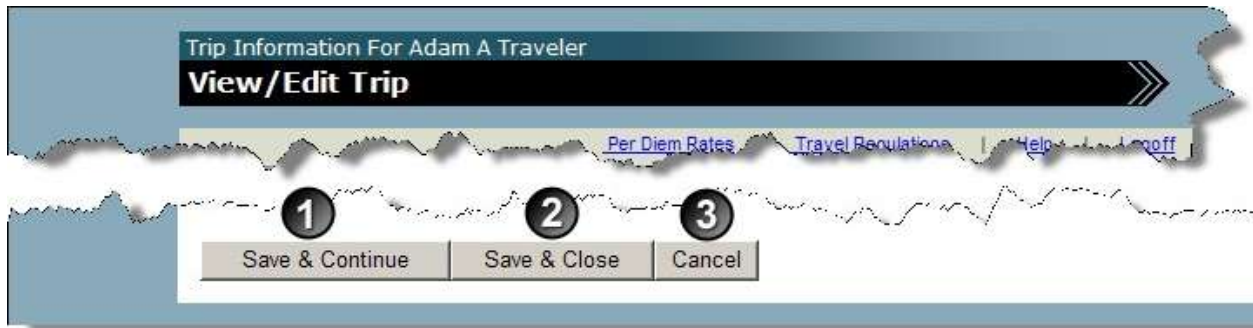 Trip Information For Adam A Traveler
View/Edit Trip
Per Diem Rates Travel Regulations | Help | Logoff
1 2 3
Save & Continue Save & Close Cancel